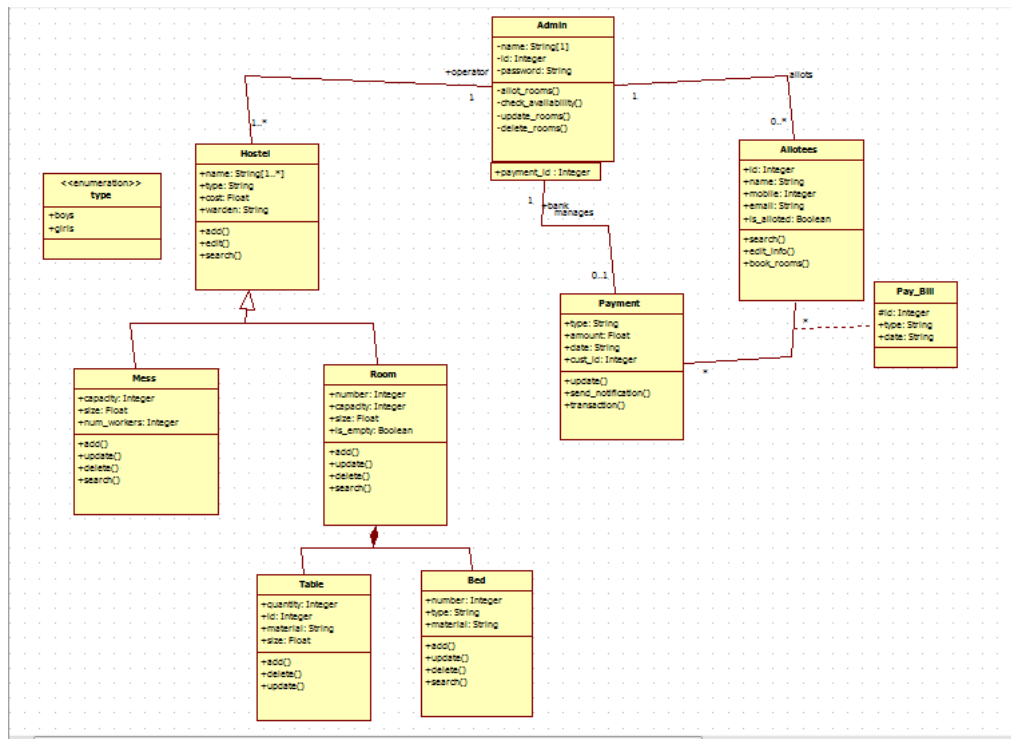 Admin
-name: String[1]
-id: Integer
-password: String
-allot_rooms()
-check_availability()
-update_rooms()
-delete_rooms()
+payment_id : Integer
+operator
1
1..*
allots
1
0..*
1
+bank
manages
0..1
Hostel
+name: String[1..*]
+type: String
+cost: Float
+warden: String
+add()
+edit()
+search()
<<enumeration>>
type
+boys
+girls
Allotees
+id: Integer
+name: String
+mobile: Integer
+email: String
+is_alloted: Boolean
+search()
+edit_info()
+book_rooms()
Pay_Bill
#id: Integer
+type: String
+date: String
*
*
Payment
+type: String
+amount: Float
+date: String
+cust_id: Integer
+update()
+send_notification()
+transaction()
Mess
+capacity: Integer
+size: Float
+num_workers: Integer
+add()
+update()
+delete()
+search()
Room
+number: Integer
+capacity: Integer
+size: Float
+is_empty: Boolean
+add()
+update()
+delete()
+search()
Table
+quantity: Integer
+id: Integer
+material: String
+size: Float
+add()
+delete()
+update()
Bed
+number: Integer
+type: String
+material: String
+add()
+update()
+delete()
+search()